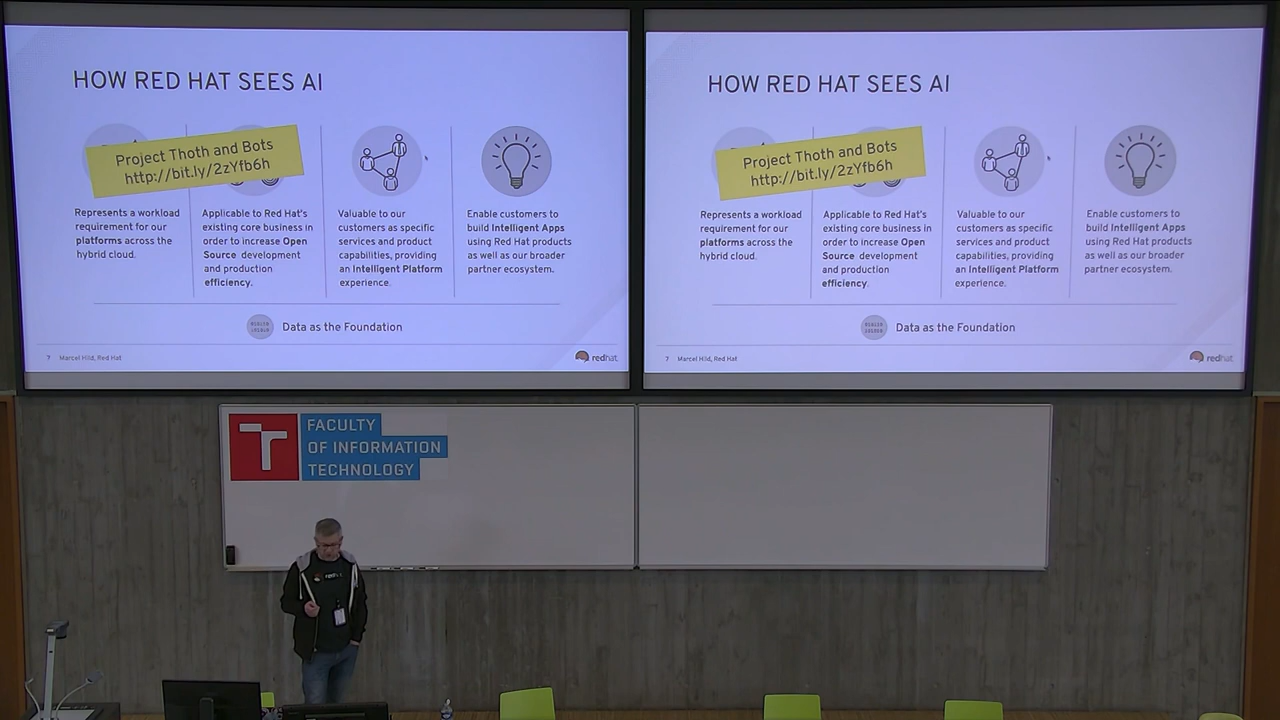 HOW RED HAT SEES AI
Project Thoth and Bots
http://bit.ly/2zYfb6h
Represents a workload
requirement for our
platforms across the
hybrid cloud.
Applicable to Red Hat's
existing core business in
order to increase Open
Source development
and production
efficiency.
Valuable to our
customers as specific
services and product
capabilities, providing
an Intelligent Platform
experience.
Enable customers to
build Intelligent Apps
using Red Hat products
as well as our broader
partner ecosystem.
Data as the Foundation
7 Marcel Hild, Red Hat
redhat.
HOW RED HAT SEES AI
Project Thoth and Bots
http://bit.ly/2zYfb6h
Represents a workload
requirement for our
platforms across the
hybrid cloud.
Applicable to Red Hat's
existing core business in
order to increase Open
Source development
and production
efficiency.
Valuable to our
customers as specific
services and product
capabilities, providing
an Intelligent Platform
experience.
Enable customers to
build Intelligent Apps
using Red Hat products
as well as our broader
partner ecosystem.
Data as the Foundation
7 Marcel Hild, Red Hat
redhat.
T
FACULTY
OF INFORMATION
TECHNOLOGY